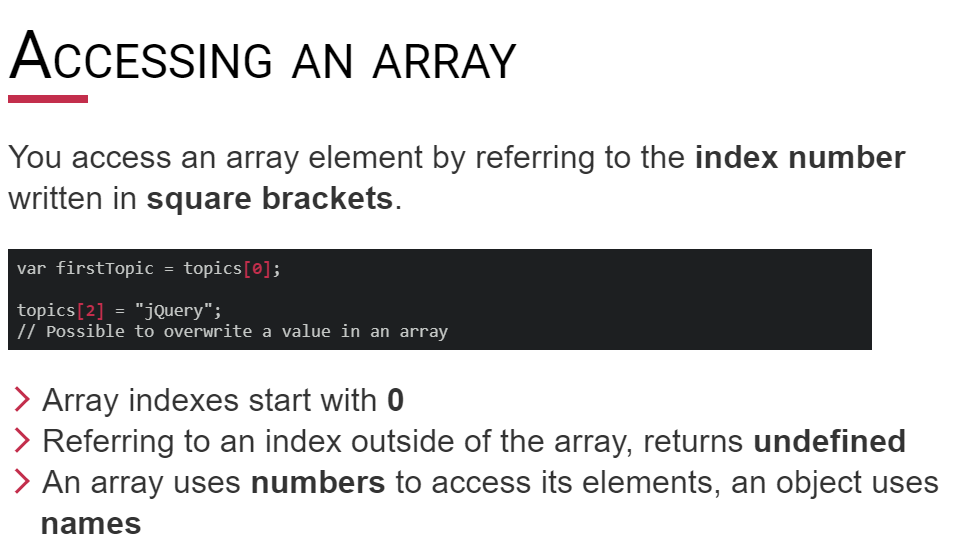 Accessing an array
You access an array element by referring to the index number
written in square brackets.
var firstTopic = topics[0];
topics[2] = "jQuery";
// Possible to overwrite a value in an array
Array indexes start with 0
Referring to an index outside of the array, returns undefined
An array uses numbers to access its elements, an object uses
names